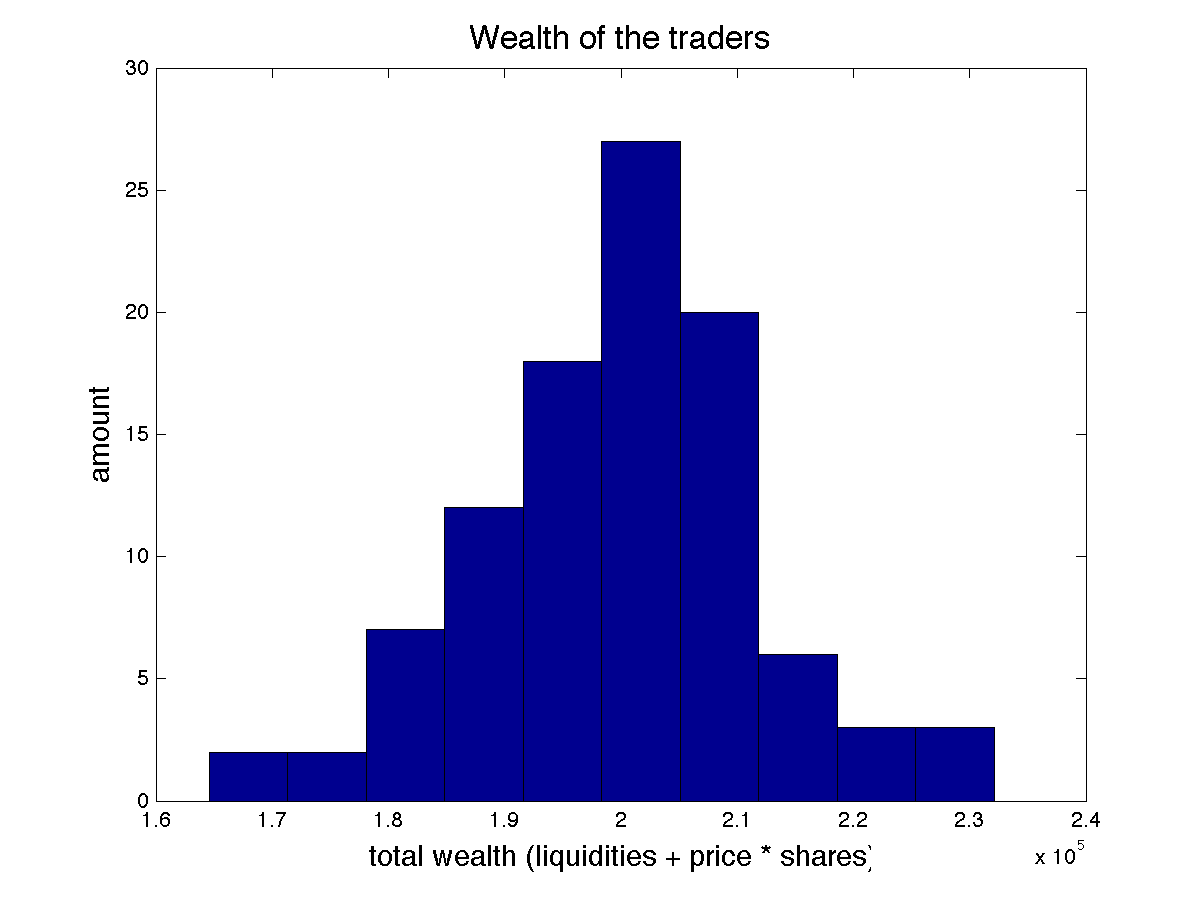 Wealth of the traders
30
25
20
15
10
5
0
amount
1.6 1.7 1.8 1.9 2 2.1 2.2 2.3 2.4
x 10^5
total wealth (liquidities + price * shares)